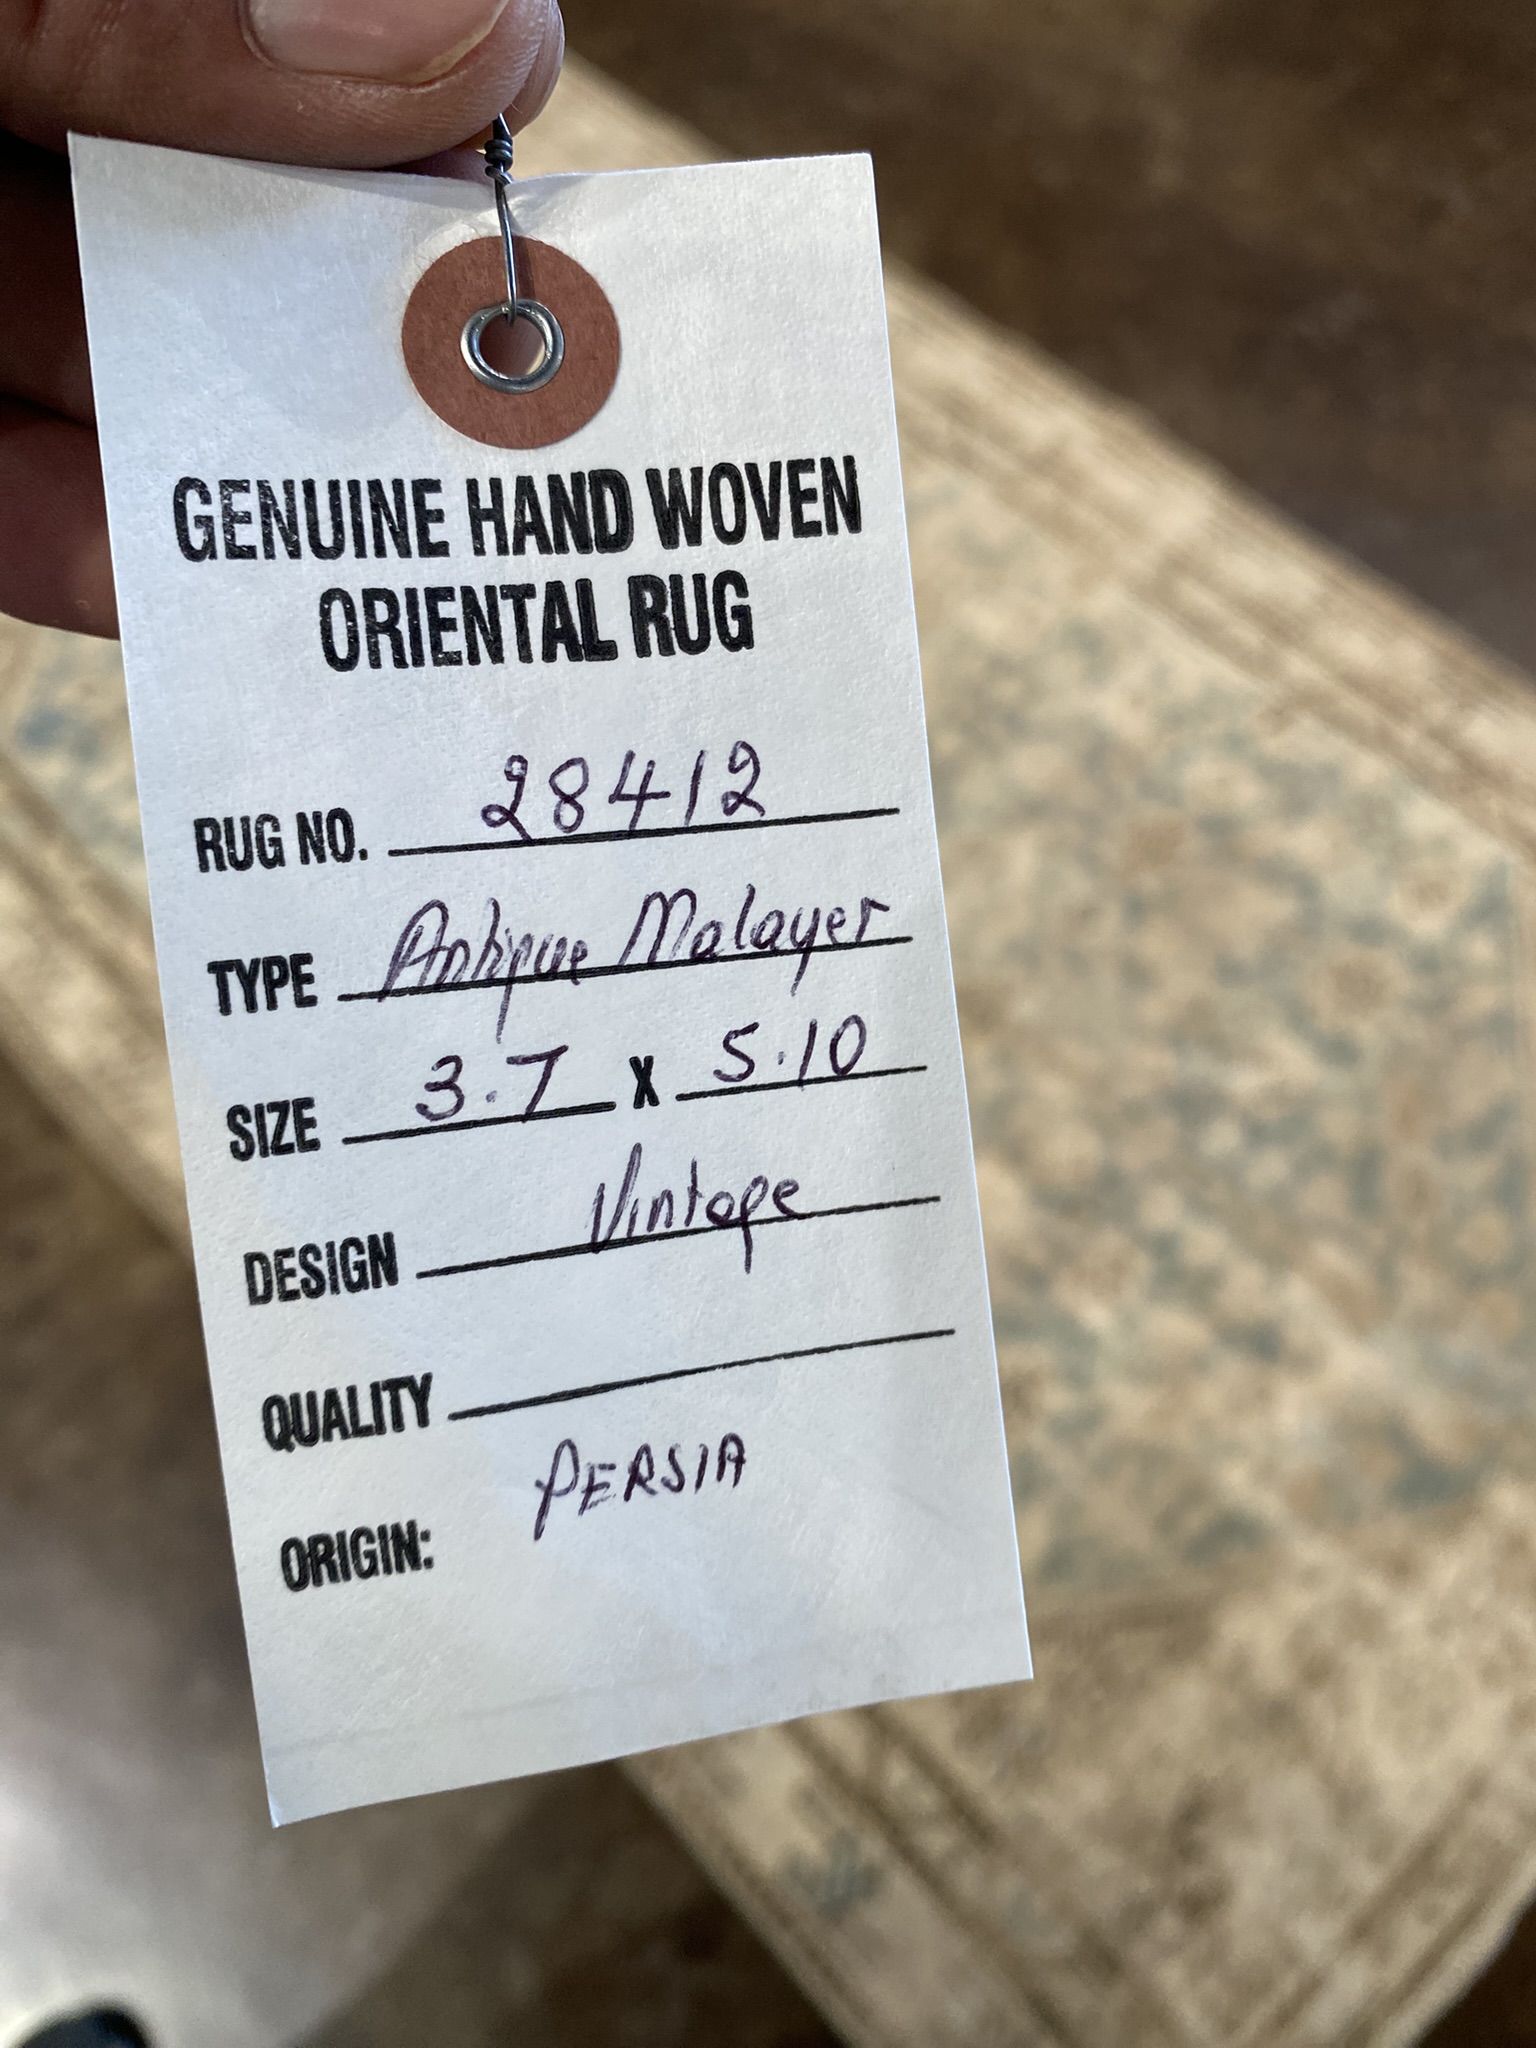 GENUINE HAND WOVEN
ORIENTAL RUG
RUG NO. 28412
TYPE Antique Malayer
SIZE 3.7 X 5.10
DESIGN Vintage
QUALITY
ORIGIN: PERSIA